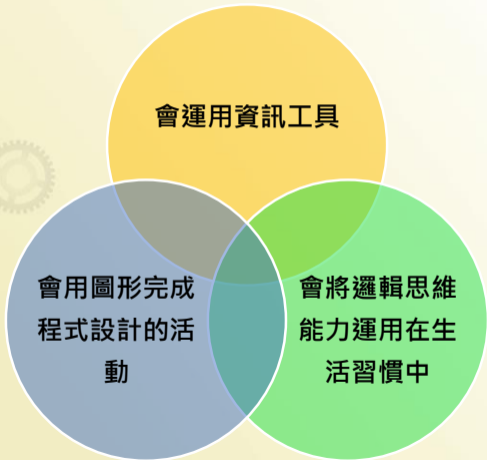 會運用資訊工具
會用圖形完成
程式設計的活
動
會將邏輯思維
能力運用在生
活習慣中